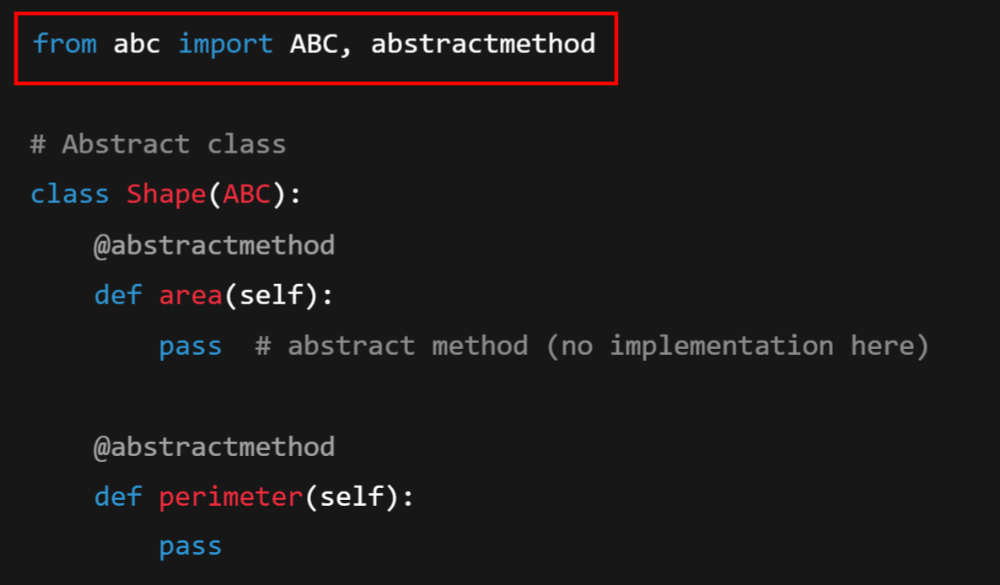 from abc import ABC, abstractmethod
# Abstract class
class Shape(ABC):
    @abstractmethod
    def area(self):
        pass  # abstract method (no implementation here)
    @abstractmethod
    def perimeter(self):
        pass